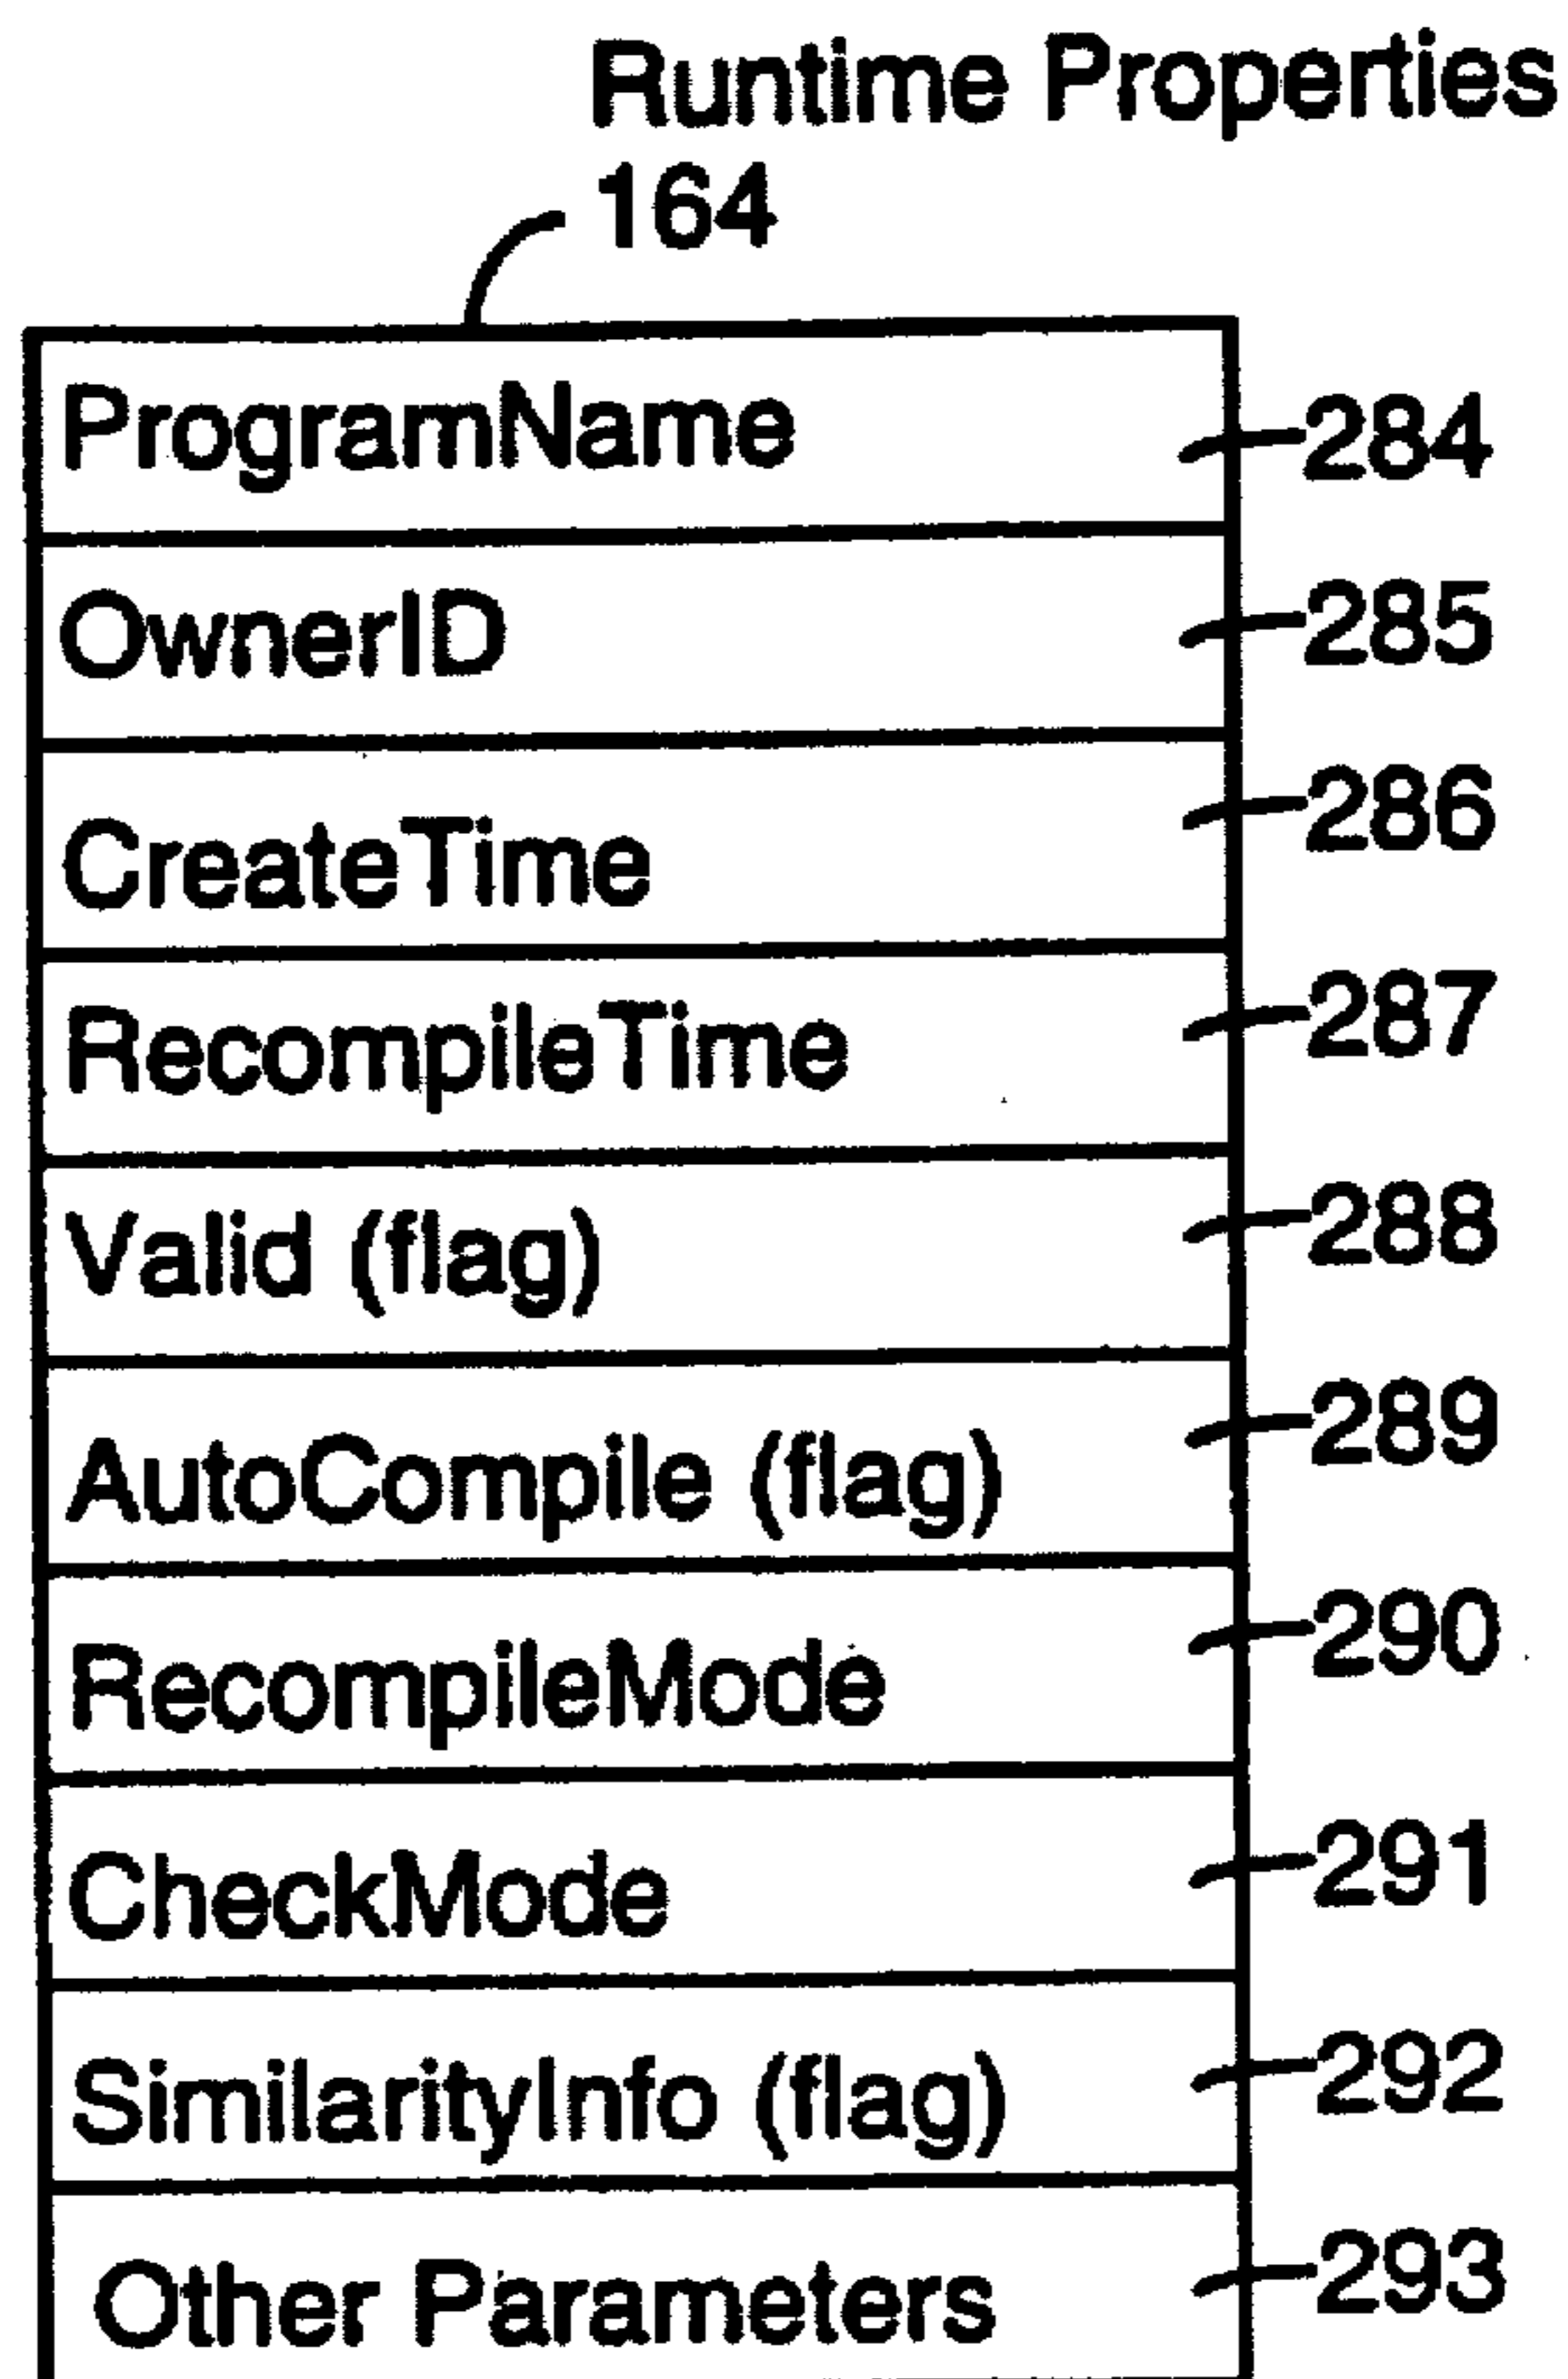 Runtime Properties
164
ProgramName 284
OwnerID 285
CreateTime 286
RecompileTime 287
Valid (flag) 288
AutoCompile (flag) 289
RecompileMode 290
CheckMode 291
SimilarityInfo (flag) 292
Other Parameters 293